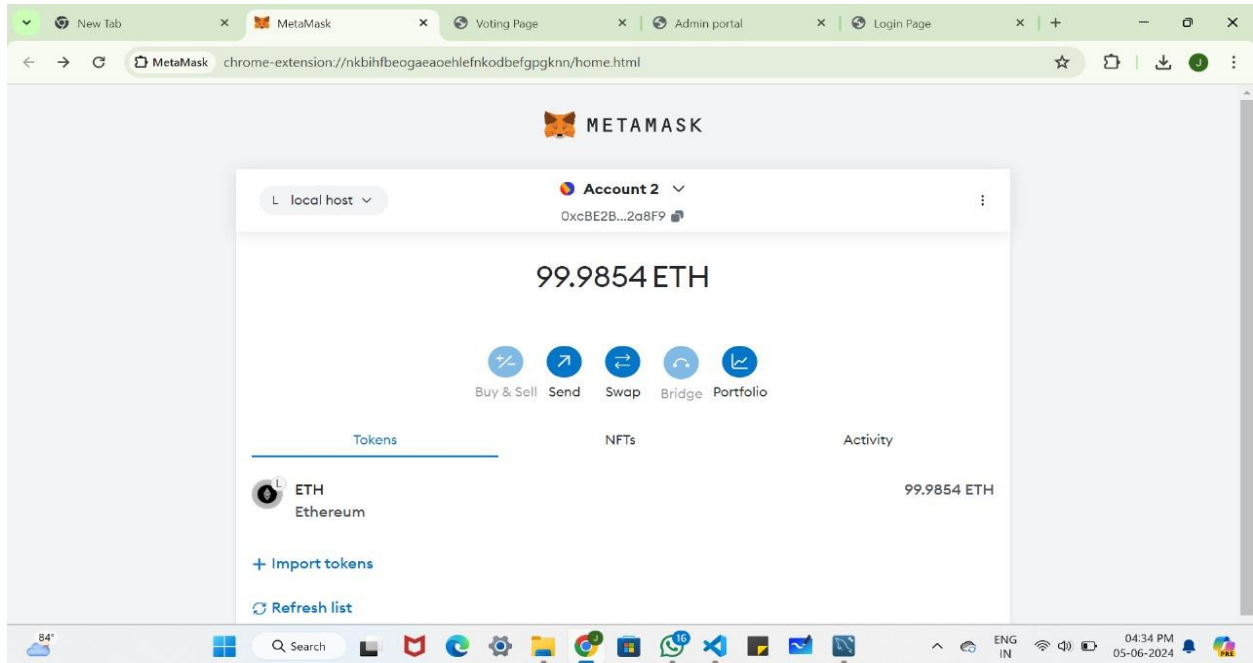 New Tab
MetaMask
Voting Page
Admin portal
Login Page
MetaMask
chrome-extension://nkbihfbeogaeaoehlefnkodbefgpgknn/home.html
J
METAMASK
L local host
Account 2
0xcBE2B...2a8F9
99.9854 ETH
Buy & Sell
Send
Swap
Bridge
Portfolio
Tokens
NFTs
Activity
L
ETH
99.9854 ETH
Ethereum
+ Import tokens
Refresh list
84°
Search
J
16
ENG
IN
04:34 PM
05-06-2024
PRE